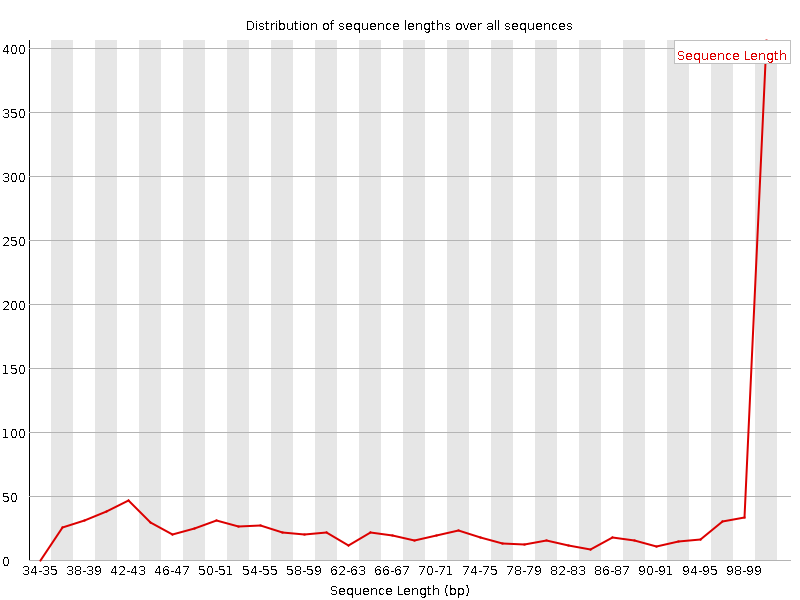 Distribution of sequence lengths over all sequences
Sequence Length
400
350
300
250
200
150
100
50
0
34-35 38-39 42-43 46-47 50-51 54-55 58-59 62-63 66-67 70-71 74-75 78-79 82-83 86-87 90-91 94-95 98-99
Sequence Length (bp)